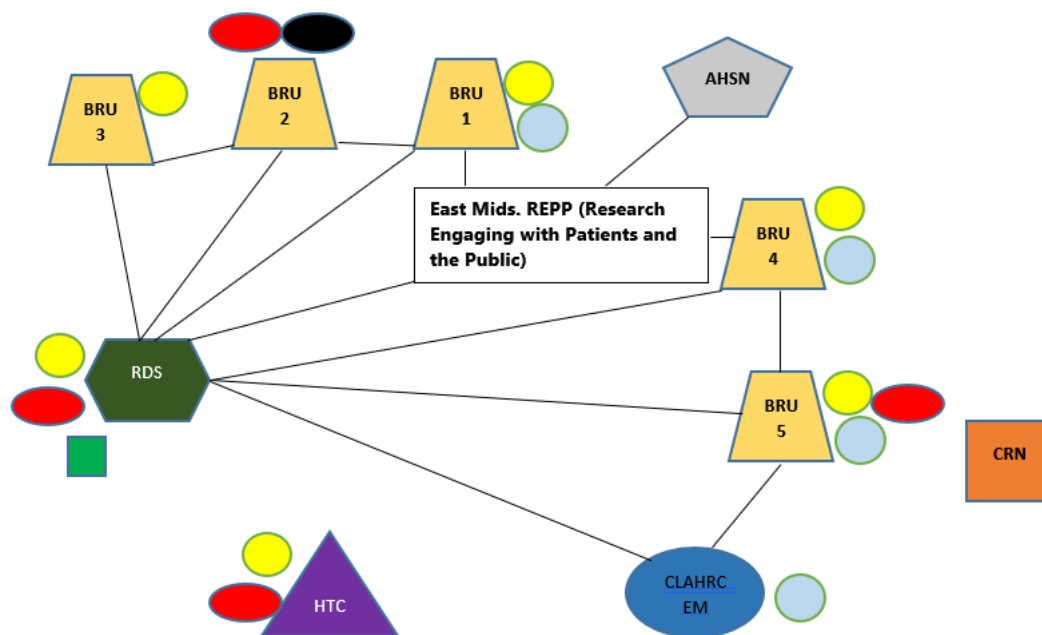 BRU
3
BRU
2
BRU
1
AHSN
East Mids. REPP (Research
Engaging with Patients and
the Public)
BRU
4
RDS
BRU
5
CRN
HTC
CLAHRC
EM